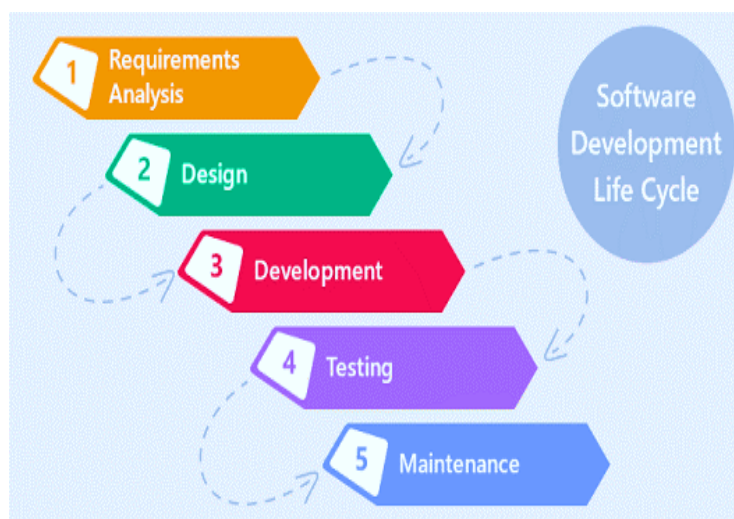 1
Requirements
Analysis
2
Design
3
Development
4
Testing
5
Maintenance
Software
Development
Life Cycle